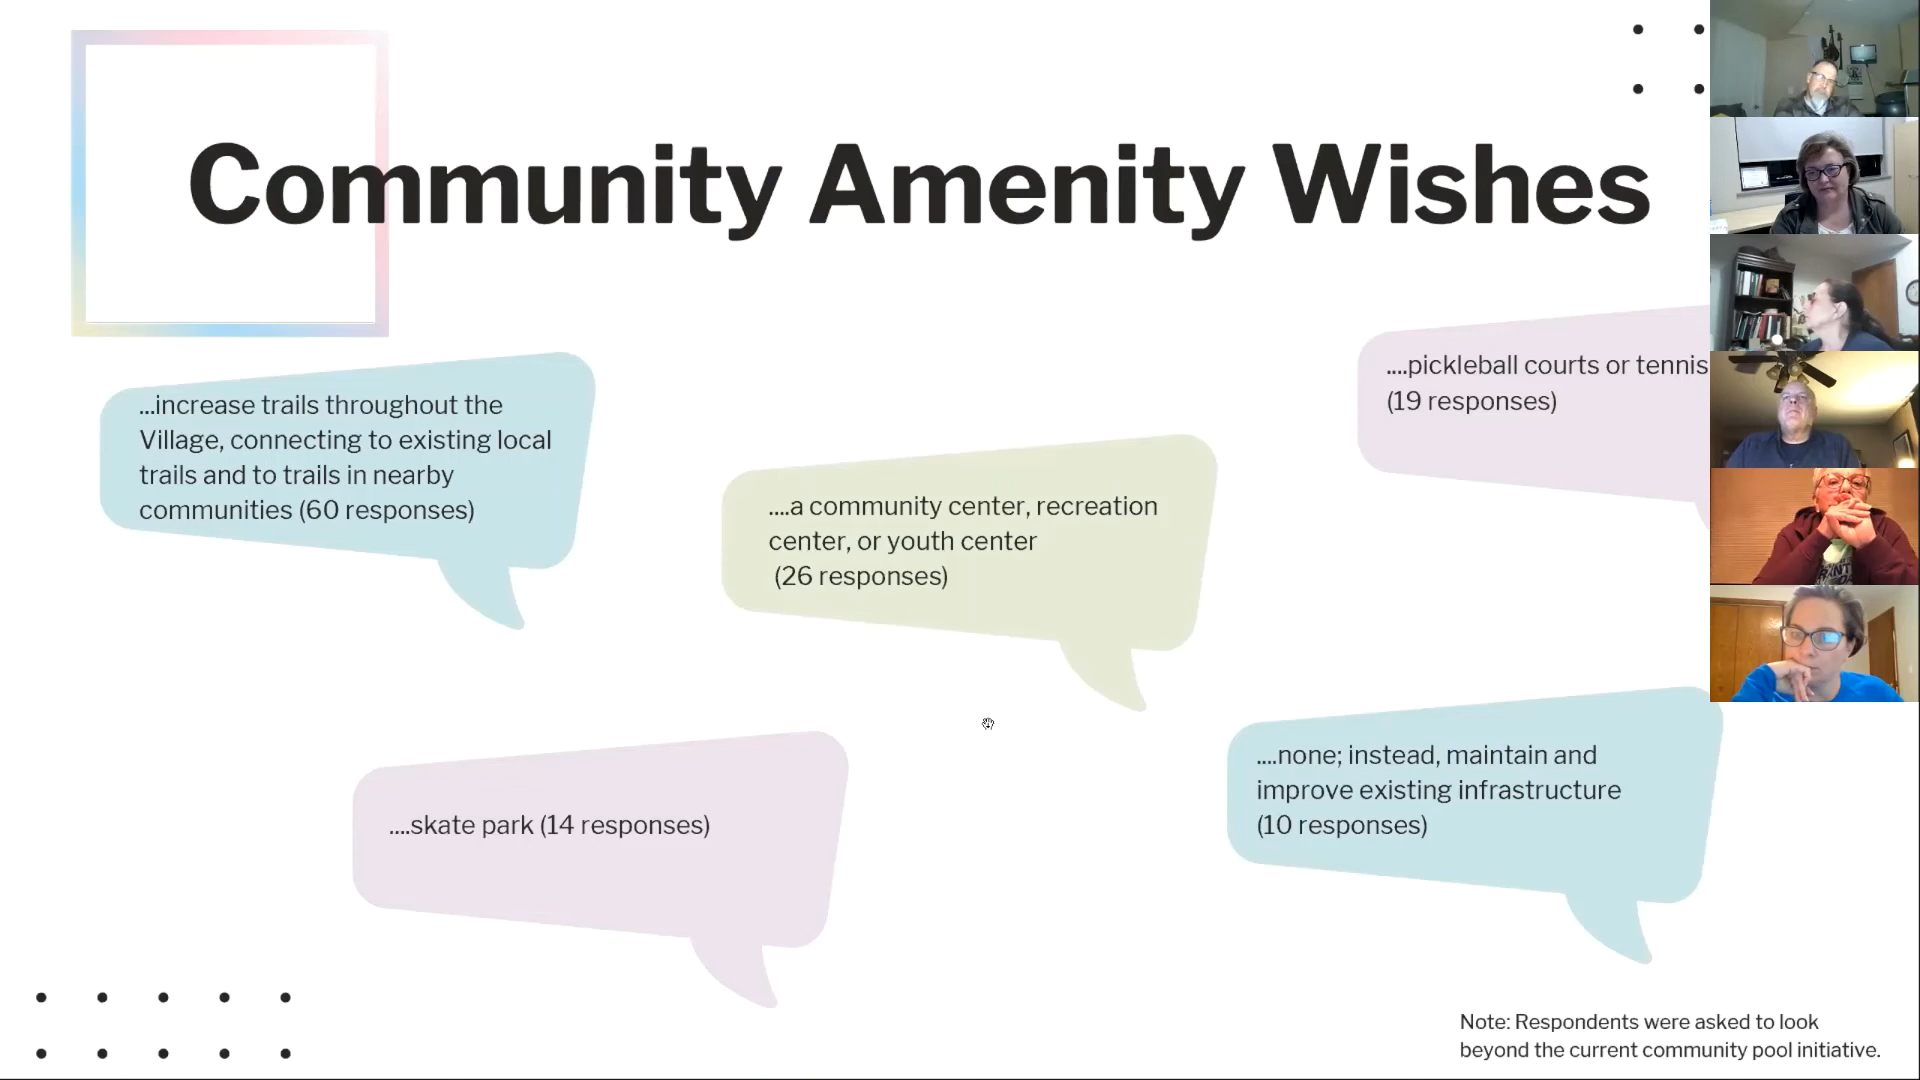 Community Amenity Wishes
...increase trails throughout the
Village, connecting to existing local
trails and to trails in nearby
communities (60 responses)
....a community center, recreation
center, or youth center
(26 responses)
....pickleball courts or tennis
(19 responses)
....skate park (14 responses)
....none; instead, maintain and
improve existing infrastructure
(10 responses)
Note: Respondents were asked to look
beyond the current community pool initiative.